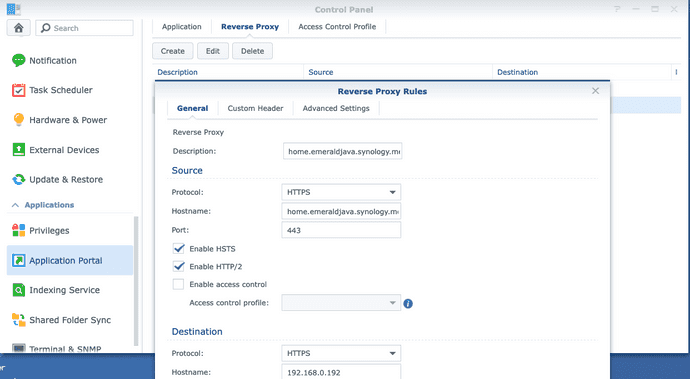 Control Panel
Search
Application
Reverse Proxy
Access Control Profile
Create
Edit
Delete
Description
Source
Destination
Notification
Task Scheduler
Hardware & Power
External Devices
Update & Restore
Applications
Privileges
Application Portal
Indexing Service
Shared Folder Sync
Terminal & SNMP
Reverse Proxy Rules
General
Custom Header
Advanced Settings
Reverse Proxy
Description:
home.emeraldjava.synology.me
Source
Protocol:
HTTPS
Hostname:
home.emeraldjava.synology.me
Port:
443
Enable HSTS
Enable HTTP/2
Enable access control
Access control profile:
Destination
Protocol:
HTTPS
Hostname:
192.168.0.192